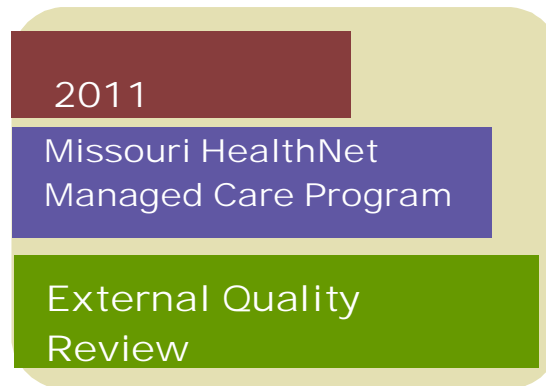 2011
Missouri HealthNet
Managed Care Program
External Quality
Review